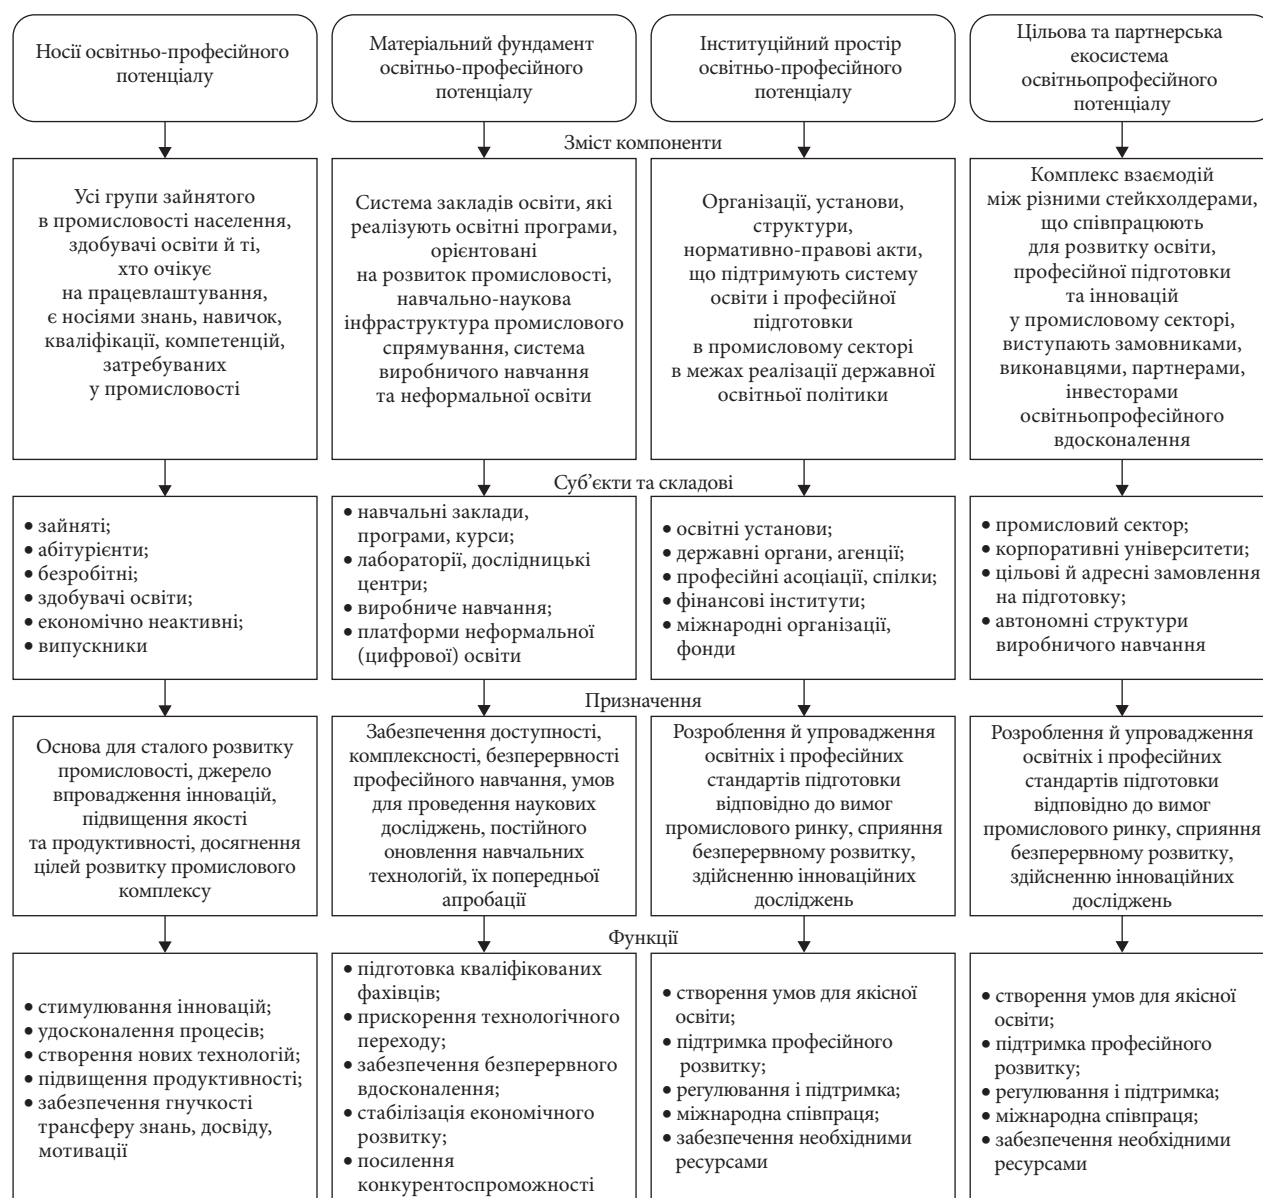 Носії освітньо-професійного
потенціалу
Матеріальний фундамент
освітньо-професійного
потенціалу
Інституційний простір
освітньо-професійного
потенціалу
Цільова та партнерська
екосистема
освітньопрофесійного
потенціалу
Зміст компоненти
Усі групи зайнятого
в промисловості населення,
здобувачі освіти й ті,
хто очікує
на працевлаштування,
є носіями знань, навичок,
кваліфікації, компетенцій,
затребуваних
у промисловості
Система закладів освіти, які
реалізують освітні програми,
орієнтовані
на розвиток промисловості,
навчально-наукова
інфраструктура промислового
спрямування, система
виробничого навчання
та неформальної освіти
Організації, установи,
структури,
нормативно-правові акти,
що підтримують систему
освіти і професійної
підготовки
в промисловому секторі
в межах реалізації державної
освітньої політики
Комплекс взаємодій
між різними стейкхолдерами,
що співпрацюють
для розвитку освіти,
професійної підготовки
та інновацій
у промисловому секторі,
виступають замовниками,
виконавцями, партнерами,
інвесторами
освітньопрофесійного
вдосконалення
Суб’єкти та складові
• зайняті;
• абітурієнти;
• безробітні;
• здобувачі освіти;
• економічно неактивні;
• випускники
• навчальні заклади,
програми, курси;
• лабораторії, дослідницькі
центри;
• виробниче навчання;
• платформи неформальної
(цифрової) освіти
• освітні установи;
• державні органи, агенції;
• професійні асоціації, спілки;
• фінансові інститути;
• міжнародні організації,
фонди
• промисловий сектор;
• корпоративні університети;
• цільові й адресні замовлення
на підготовку;
• автономні структури
виробничого навчання
Призначення
Основа для сталого розвитку
промисловості, джерело
впровадження інновацій,
підвищення якості
та продуктивності, досягнення
цілей розвитку промислового
комплексу
Забезпечення доступності,
комплексності, безперервності
професійного навчання, умов
для проведення наукових
досліджень, постійного
оновлення навчальних
технологій, їх попередньої
апробації
Розроблення й упровадження
освітніх і професійних
стандартів підготовки
відповідно до вимог
промислового ринку, сприяння
безперервному розвитку,
здійсненню інноваційних
досліджень
Розроблення й упровадження
освітніх і професійних
стандартів підготовки
відповідно до вимог
промислового ринку, сприяння
безперервному розвитку,
здійсненню інноваційних
досліджень
Функції
• стимулювання інновацій;
• удосконалення процесів;
• створення нових технологій;
• підвищення продуктивності;
• забезпечення гнучкості
трансферу знань, досвіду,
мотивації
• підготовка кваліфікованих
фахівців;
• прискорення технологічного
переходу;
• забезпечення безперервного
вдосконалення;
• стабілізація економічного
розвитку;
• посилення
конкурентоспроможності
• створення умов для якісної
освіти;
• підтримка професійного
розвитку;
• регулювання і підтримка;
• міжнародна співпраця;
• забезпечення необхідними
ресурсами
• створення умов для якісної
освіти;
• підтримка професійного
розвитку;
• регулювання і підтримка;
• міжнародна співпраця;
• забезпечення необхідними
ресурсами